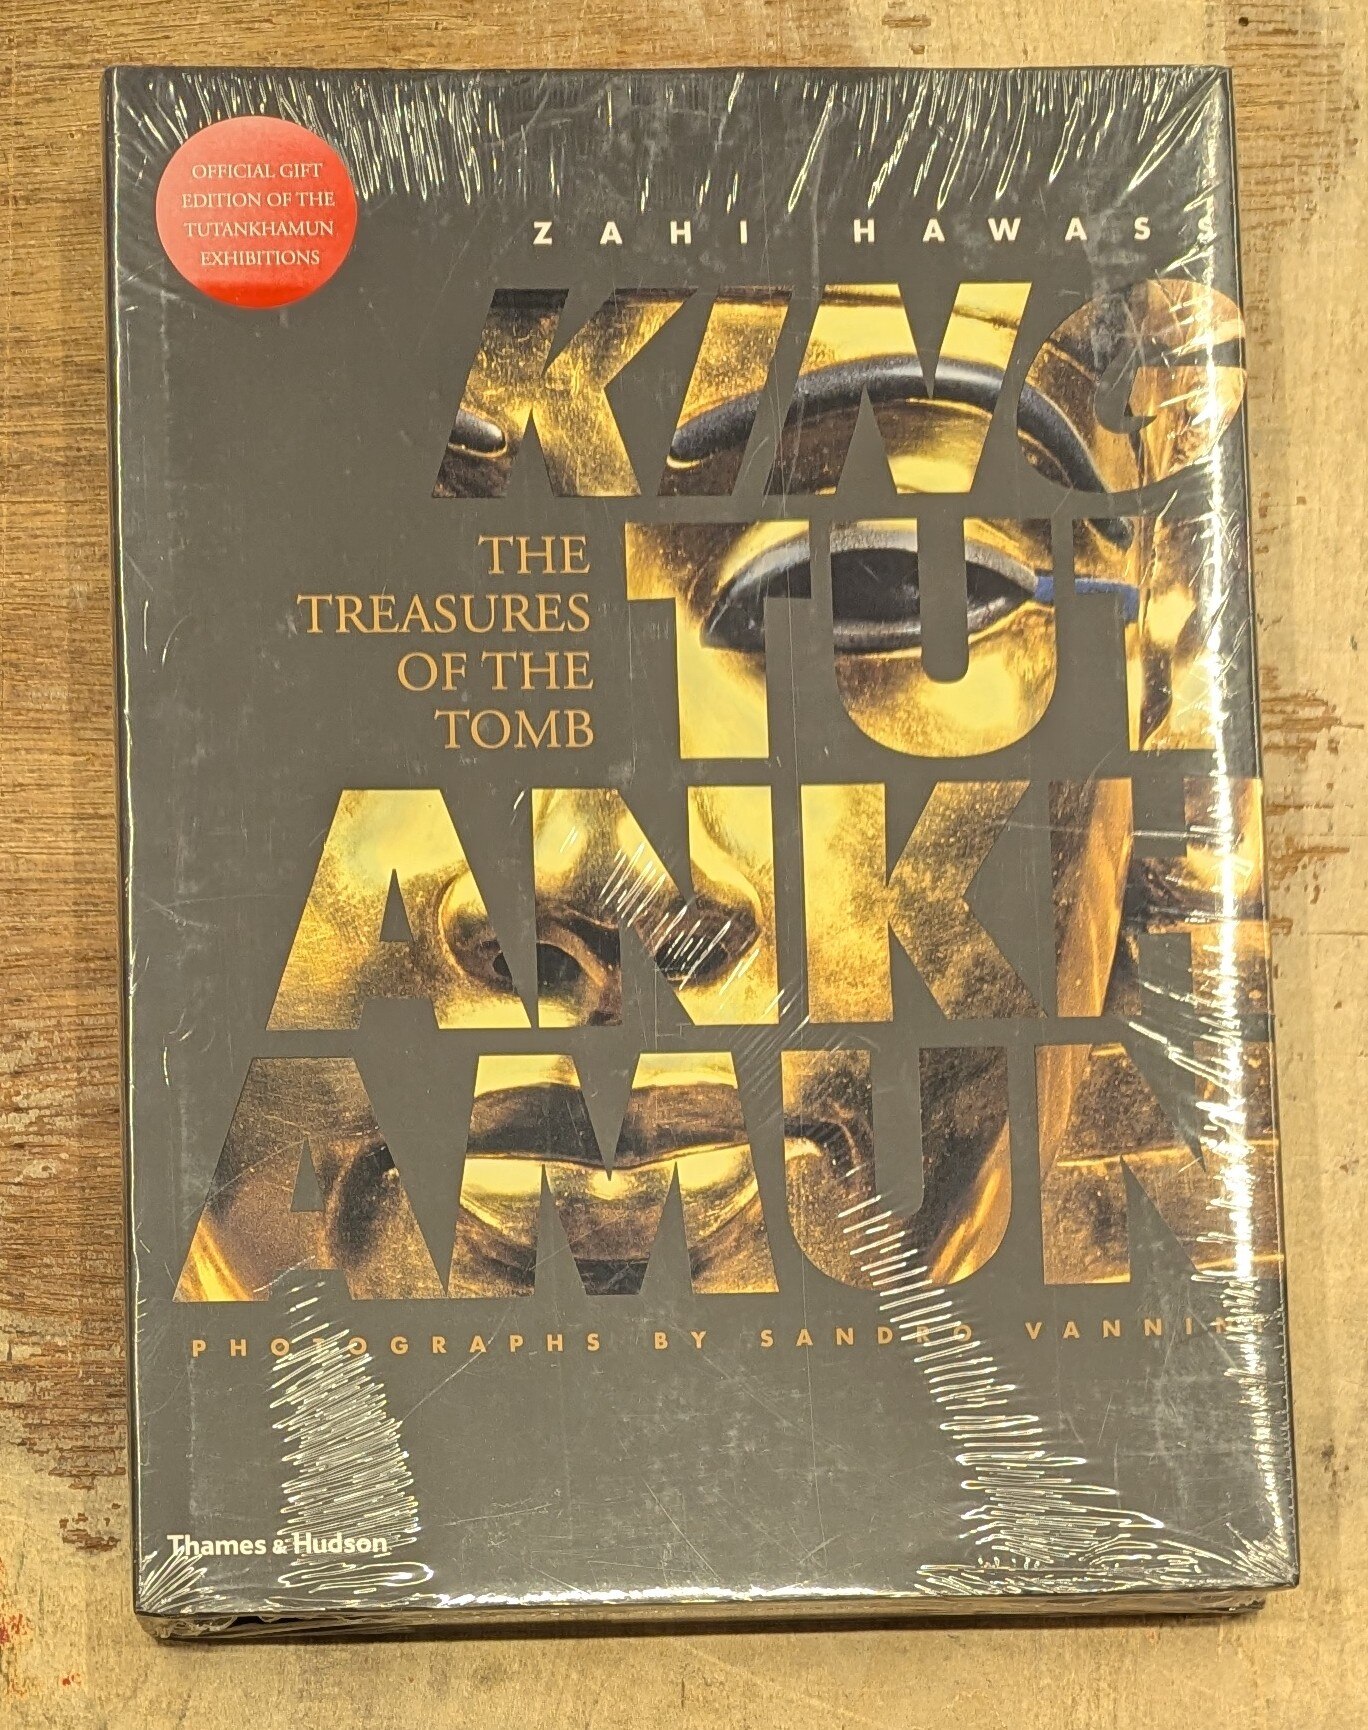 OFFICIAL GIFT
EDITION OF THE
TUTANKHAMUN
EXHIBITIONS
ZAHI HAWASS
KING
TUT
ANKH
AMUN
THE
TREASURES
OF THE
TOMB
PHOTOGRAPHS BY SANDRO VANNINI
Thames & Hudson